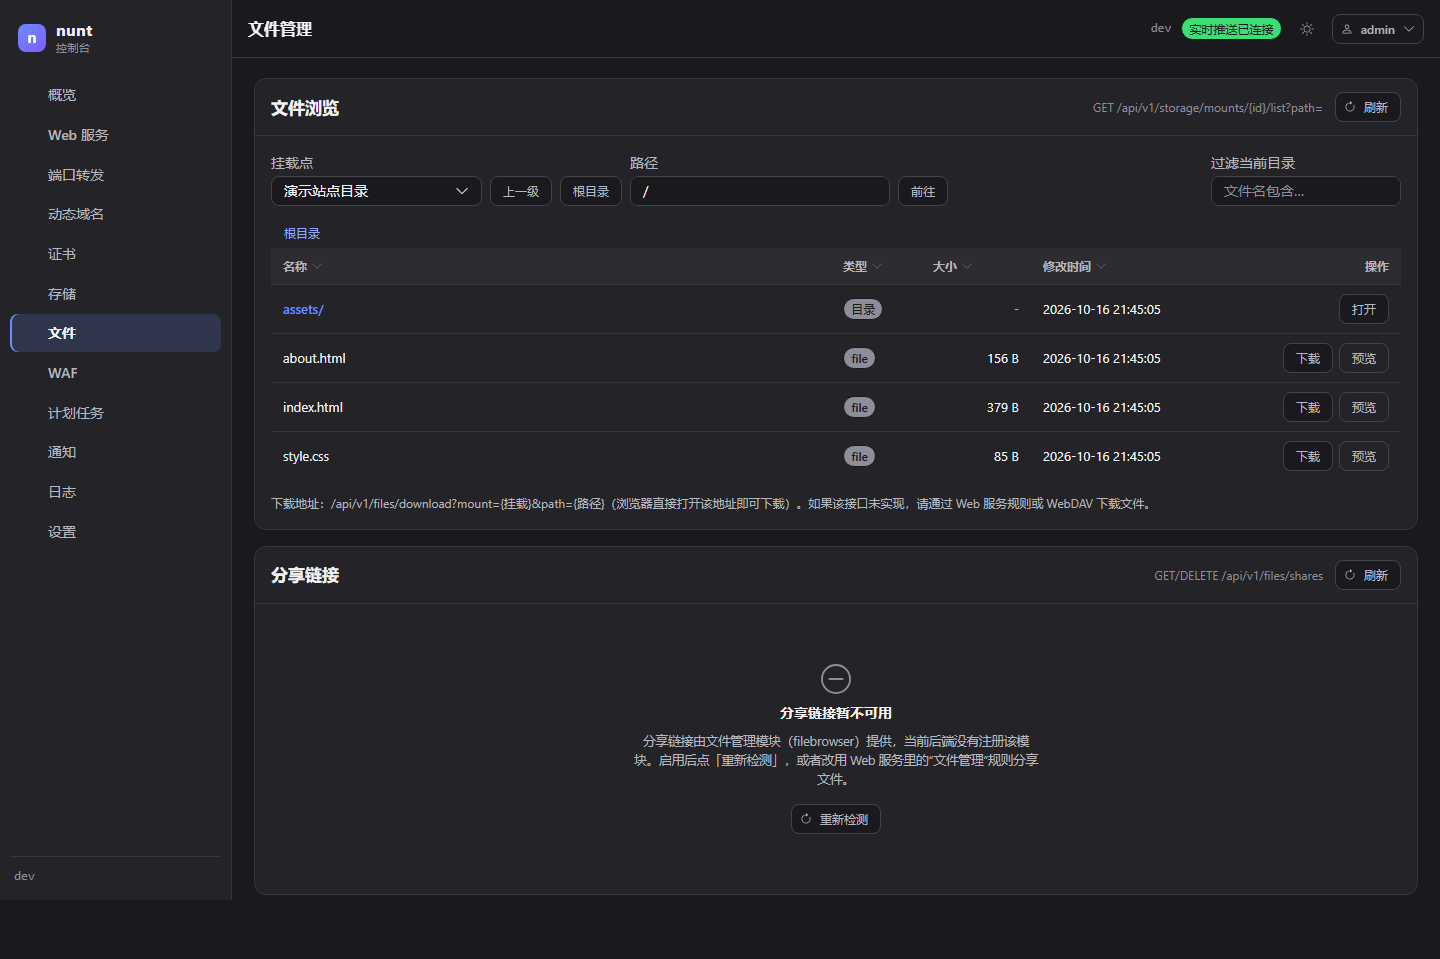 n
nunt
控制台
概览
Web 服务
端口转发
动态域名
证书
存储
文件
WAF
计划任务
通知
日志
设置
dev
文件管理
dev 实时推送已连接 admin
文件浏览
GET /api/v1/storage/mounts/{id}/list?path= 刷新
挂载点 路径 过滤当前目录
演示站点目录 上一级 根目录 / 前往 文件名包含...
根目录
名称 类型 大小 修改时间 操作
assets/ 目录 - 2026-10-16 21:45:05 打开
about.html file 156 B 2026-10-16 21:45:05 下载 预览
index.html file 379 B 2026-10-16 21:45:05 下载 预览
style.css file 85 B 2026-10-16 21:45:05 下载 预览
下载地址：/api/v1/files/download?mount={挂载}&path={路径}（浏览器直接打开该地址即可下载）。如果该接口未实现，请通过 Web 服务规则或 WebDAV 下载文件。
分享链接
GET/DELETE /api/v1/files/shares 刷新
分享链接暂不可用
分享链接由文件管理模块（filebrowser）提供，当前后端没有注册该模
块。启用后点「重新检测」，或者改用 Web 服务里的“文件管理”规则分享
文件。
重新检测